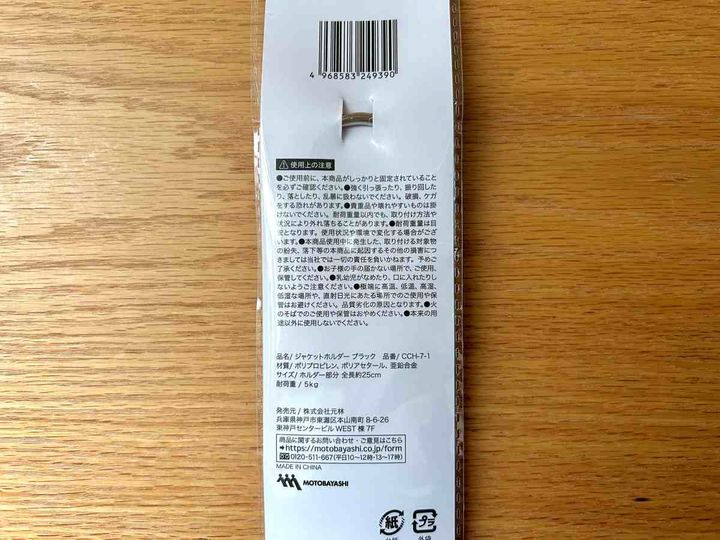 4 968583 249390
使用上の注意
●ご使用前に、本商品がしっかりと固定されていること
を必ずご確認ください。●強く引っ張ったり、振り回した
り、落としたり、乱暴に扱わないでください。破損、ケガ
をする恐れがあります。●貴重品や壊れやすいものは掛
けないでください。耐荷重量以内でも、取り付け方法や
状況により外れ落ちることがあります。●耐荷重量は目
安となります。使用状況や環境で変化する場合がござ
います。●本商品使用中に発生した、取り付ける対象物
の紛失、落下等の本商品に起因するその他の損害につ
きましては当社では一切の責任を負いかねます。予めご
了承ください。●お子様の手の届かない場所で、ご使用、
保管してください。●乳幼児がなめたり、口に入れたりし
ないようご注意ください。●極端に高温、低温、高湿、
低湿な場所や、直射日光にあたる場所でのご使用や保
管はお避けください。品質劣化の原因となります。●火
のそばでのご使用や保管はおやめください。●本来の用
途以外に使用しないでください。
品名/ ジャケットホルダー ブラック 品番/ CCH-7-1
材質/ ポリプロピレン、ポリアセタール、亜鉛合金
サイズ/ ホルダー部分 全長約25cm
耐荷重 / 5kg
発売元 / 株式会社元林
兵庫県神戸市東灘区本山南町 8-6-26
東神戸センタービル WEST 棟 7F
商品に関するお問い合わせ・ご意見はこちら
➞https://motobayashi.co.jp/form
0120-511-667(平日10〜12時・13〜17時)
MADE IN CHINA
MOTOBAYASHI
紙
プラ
台紙
外袋